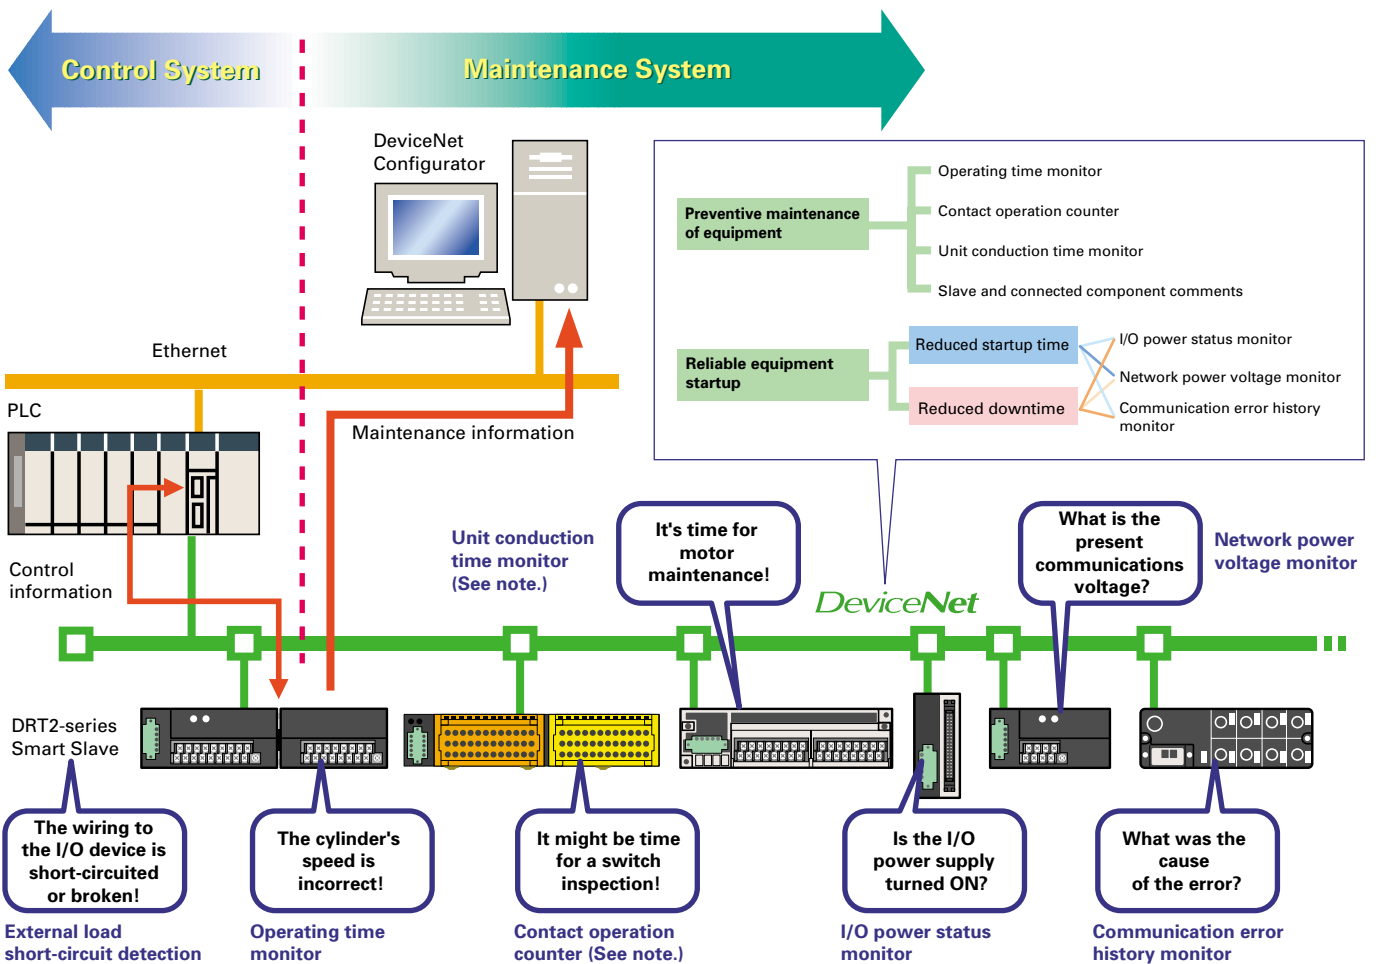 Control System
Maintenance System
DeviceNet
Configurator
Operating time monitor
Contact operation counter
Unit conduction time monitor
Slave and connected component comments
Preventive maintenance
of equipment
Reliable equipment
startup
Reduced startup time
Reduced downtime
I/O power status monitor
Network power voltage monitor
Communication error history
monitor
Ethernet
PLC
Maintenance information
Control
information
Unit conduction
time monitor
(See note.)
It's time for
motor
maintenance!
DeviceNet
What is the
present
communications
voltage?
Network power
voltage monitor
DRT2-series
Smart Slave
The wiring to
the I/O device is
short-circuited
or broken!
External load
short-circuit detection
The cylinder's
speed is
incorrect!
Operating time
monitor
It might be time
for a switch
inspection!
Contact operation
counter (See note.)
Is the I/O
power supply
turned ON?
I/O power status
monitor
What was the
cause
of the error?
Communication error
history monitor